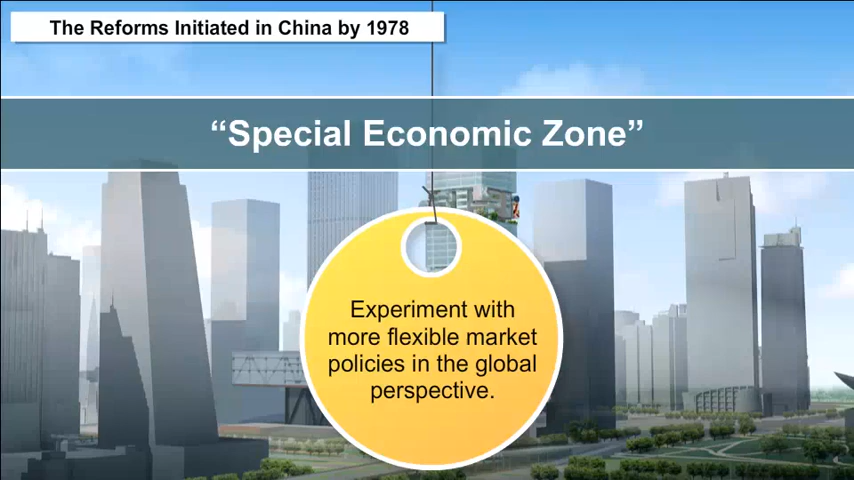 The Reforms Initiated in China by 1978
“Special Economic Zone”
Experiment with
more flexible market
policies in the global
perspective.